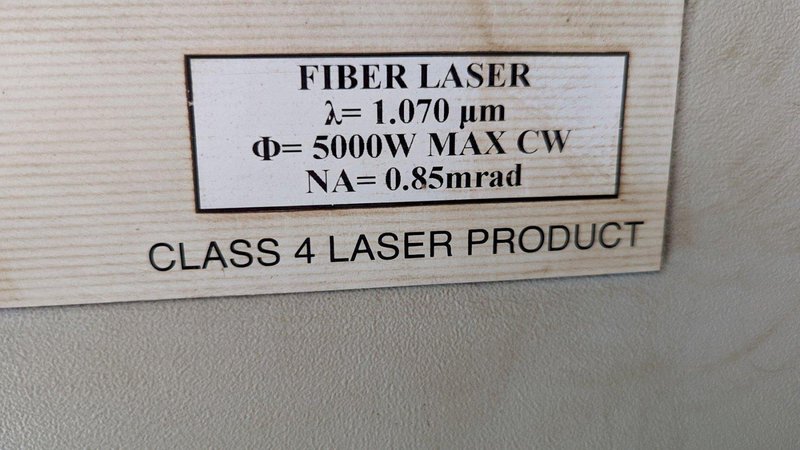 FIBER LASER
λ= 1.070 µm
Φ= 5000W MAX CW
NA= 0.85mrad
CLASS 4 LASER PRODUCT